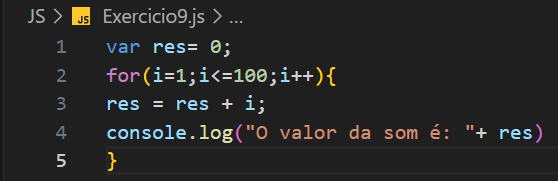 JS > JS Exercicio9.js > ...
1 var res= 0;
2 for(i=1;i<=100;i++){
3 res = res + i;
4 console.log("O valor da som é: "+ res)
5 }